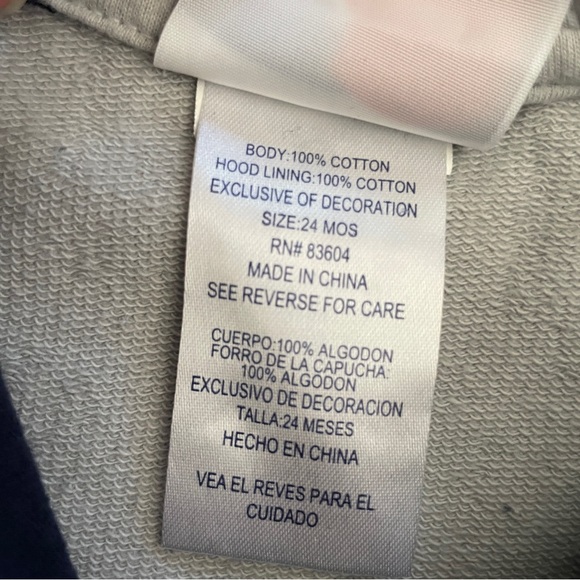 BODY:100% COTTON
HOOD LINING:100% COTTON
EXCLUSIVE OF DECORATION
SIZE:24 MOS
RN# 83604
MADE IN CHINA
SEE REVERSE FOR CARE
CUERPO:100% ALGODON
FORRO DE LA CAPUCHA:
100% ALGODON
EXCLUSIVO DE DECORACION
TALLA:24 MESES
HECHO EN CHINA
VEA EL REVES PARA EL
CUIDADO